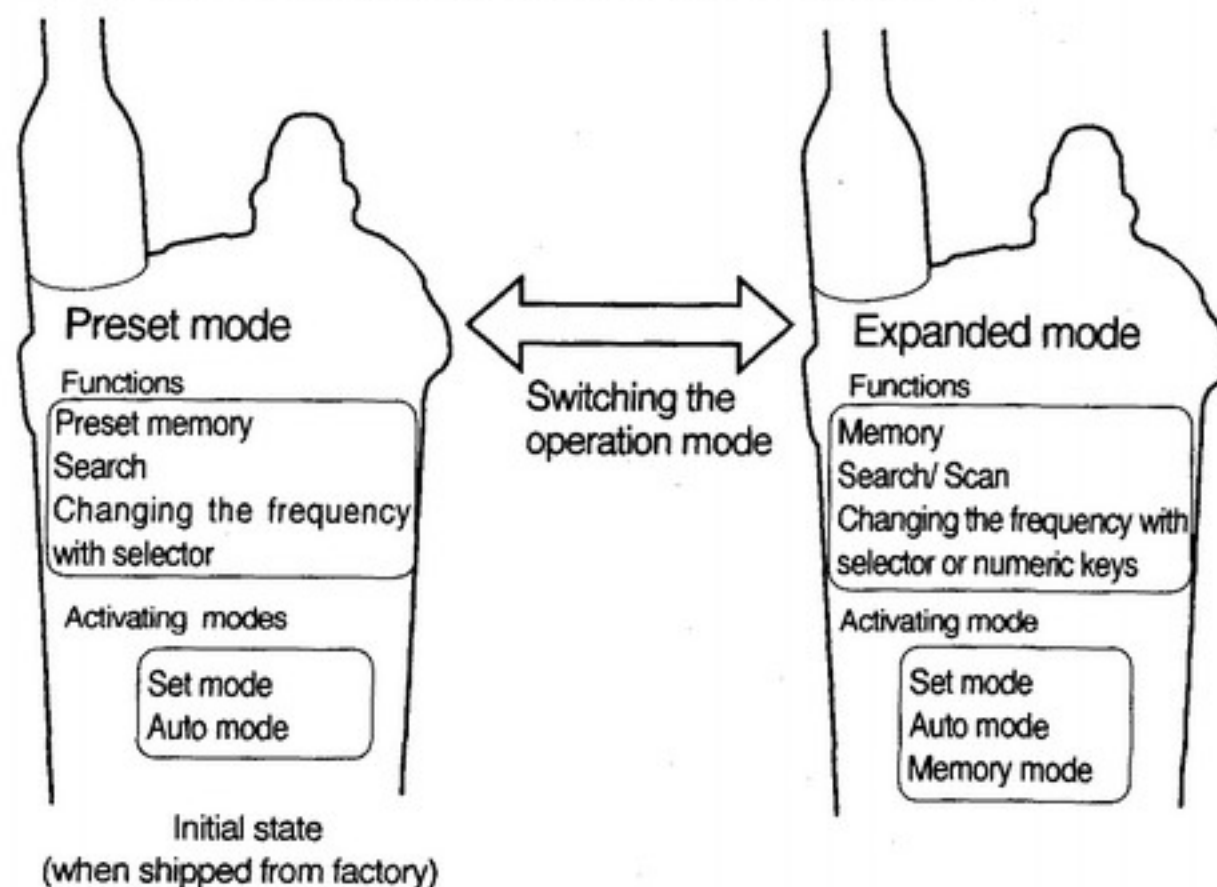 Preset mode
Functions
Preset memory
Search
Changing the frequency
with selector
Activating modes
Set mode
Auto mode
Initial state
(when shipped from factory)
Switching the
operation mode
Expanded mode
Functions
Memory
Search/ Scan
Changing the frequency with
selector or numeric keys
Activating mode
Set mode
Auto mode
Memory mode